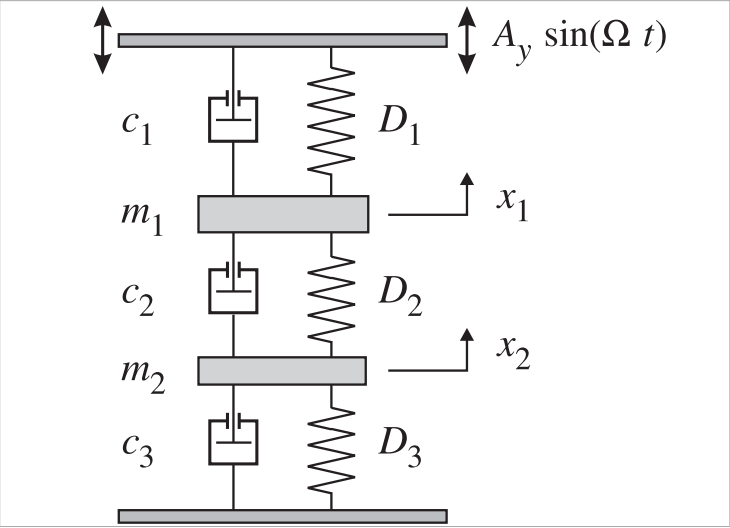 A_y sin(Ω t)
c_1 D_1
m_1 x_1
c_2 D_2
m_2 x_2
c_3 D_3